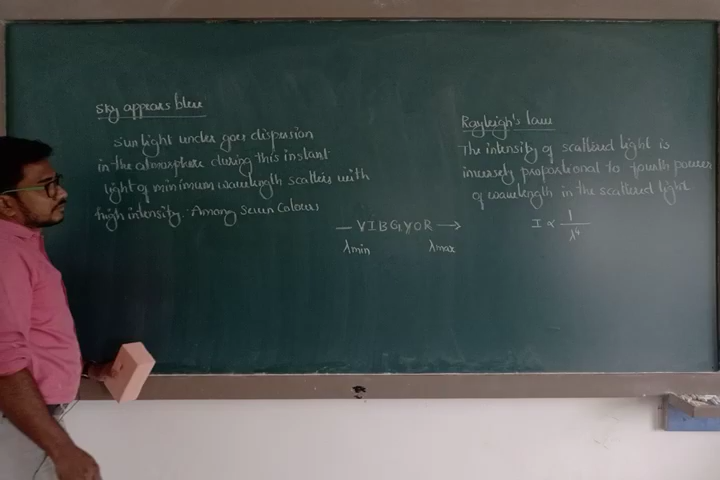 Sky appears blue
Sun light under goes dispersion
in the atmosphere during this instant
light of minimum wavelength scatters with
high intensity. Among Seven Colours
— VIBGYOR →
λmin λmax
Rayleigh's law
The intensity of scattered light is
inversely proportional to fourth power
of wavelength in the scattered light
I ∝ 1/λ⁴